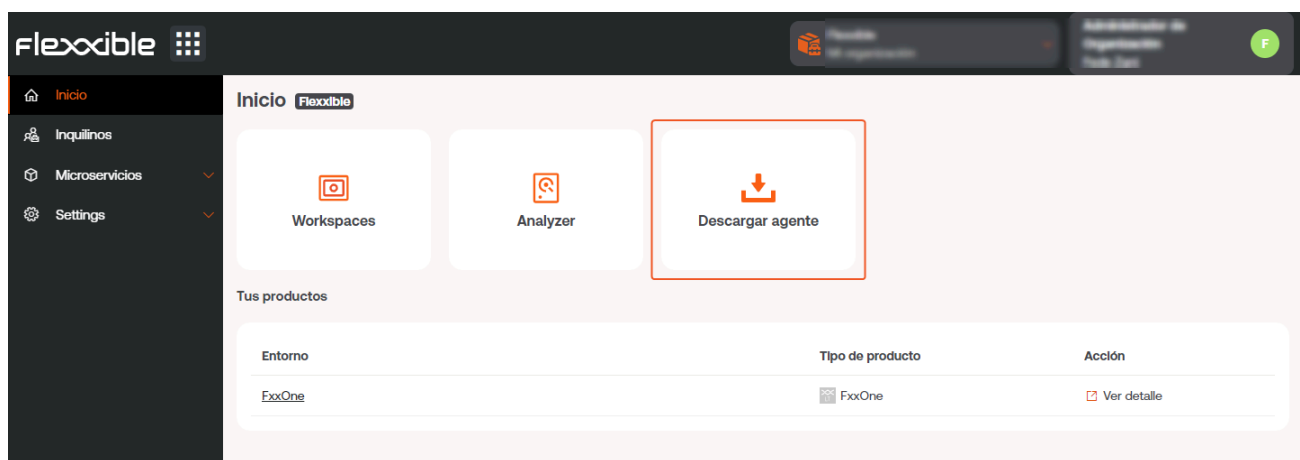 Flexxible
F
Inicio
Inquilinos
Microservicios
Settings
Inicio Flexxible
Workspaces
Analyzer
Descargar agente
Tus productos
Entorno Tipo de producto Acción
FxxOne FxxOne Ver detalle